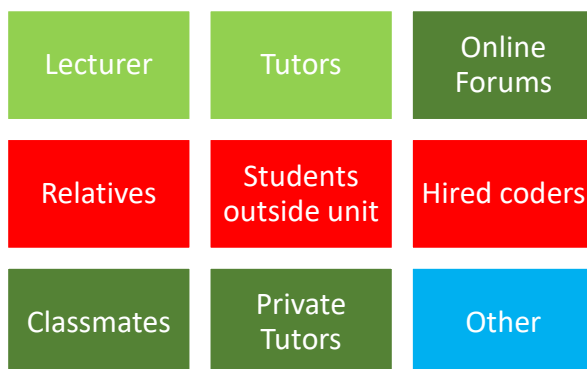 Lecturer
Tutors
Online
Forums
Relatives
Students
outside unit
Hired coders
Classmates
Private
Tutors
Other